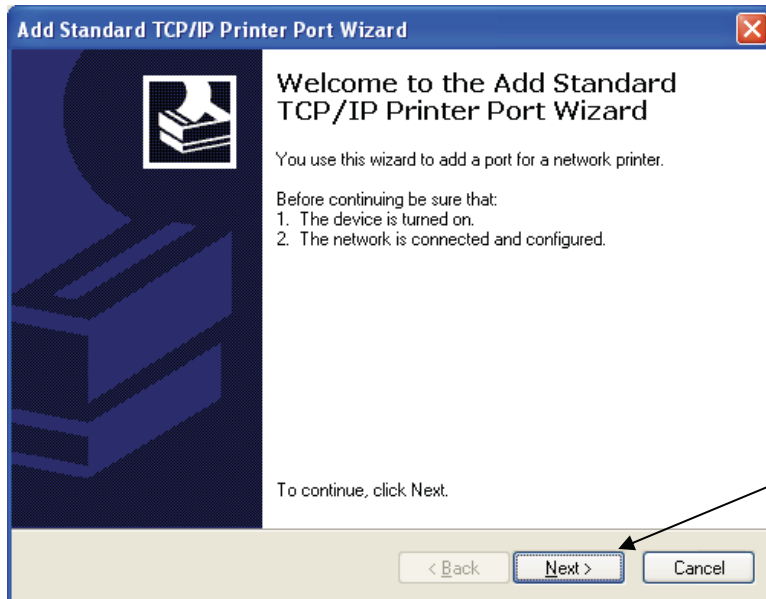 Add Standard TCP/IP Printer Port Wizard
Welcome to the Add Standard
TCP/IP Printer Port Wizard
You use this wizard to add a port for a network printer.
Before continuing be sure that:
1. The device is turned on.
2. The network is connected and configured.
To continue, click Next.
< Back Next > Cancel